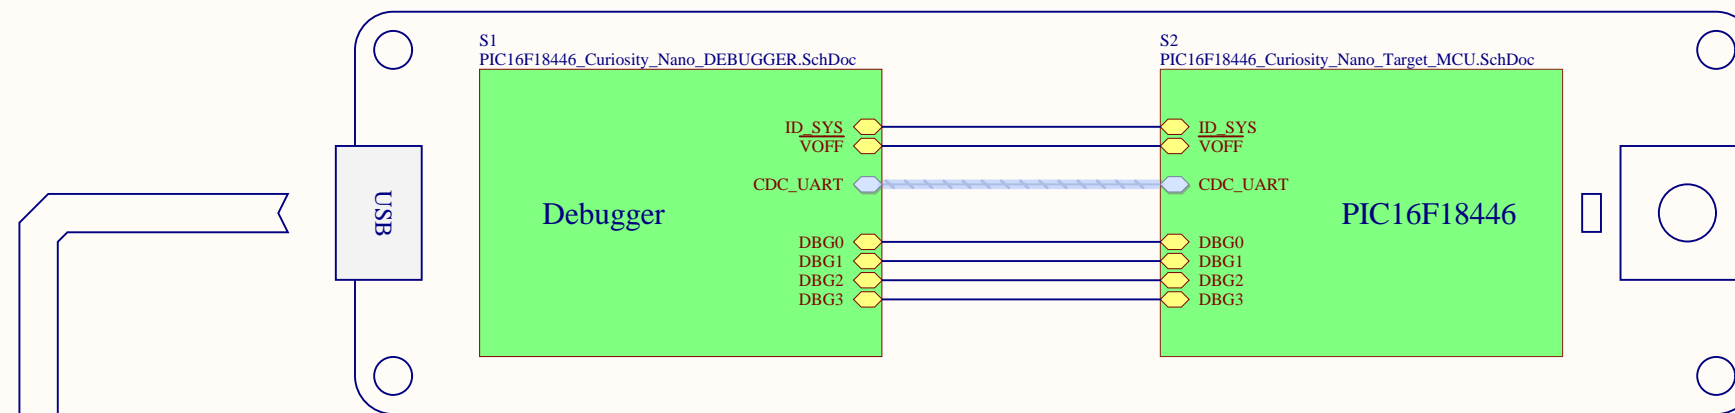 S1
PIC16F18446_Curiosity_Nano_DEBUGGER.SchDoc
S2
PIC16F18446_Curiosity_Nano_Target_MCU.SchDoc
USB
Debugger
ID_SYS
VOFF
CDC_UART
DBG0
DBG1
DBG2
DBG3
ID_SYS
VOFF
CDC_UART
DBG0
DBG1
DBG2
DBG3
PIC16F18446